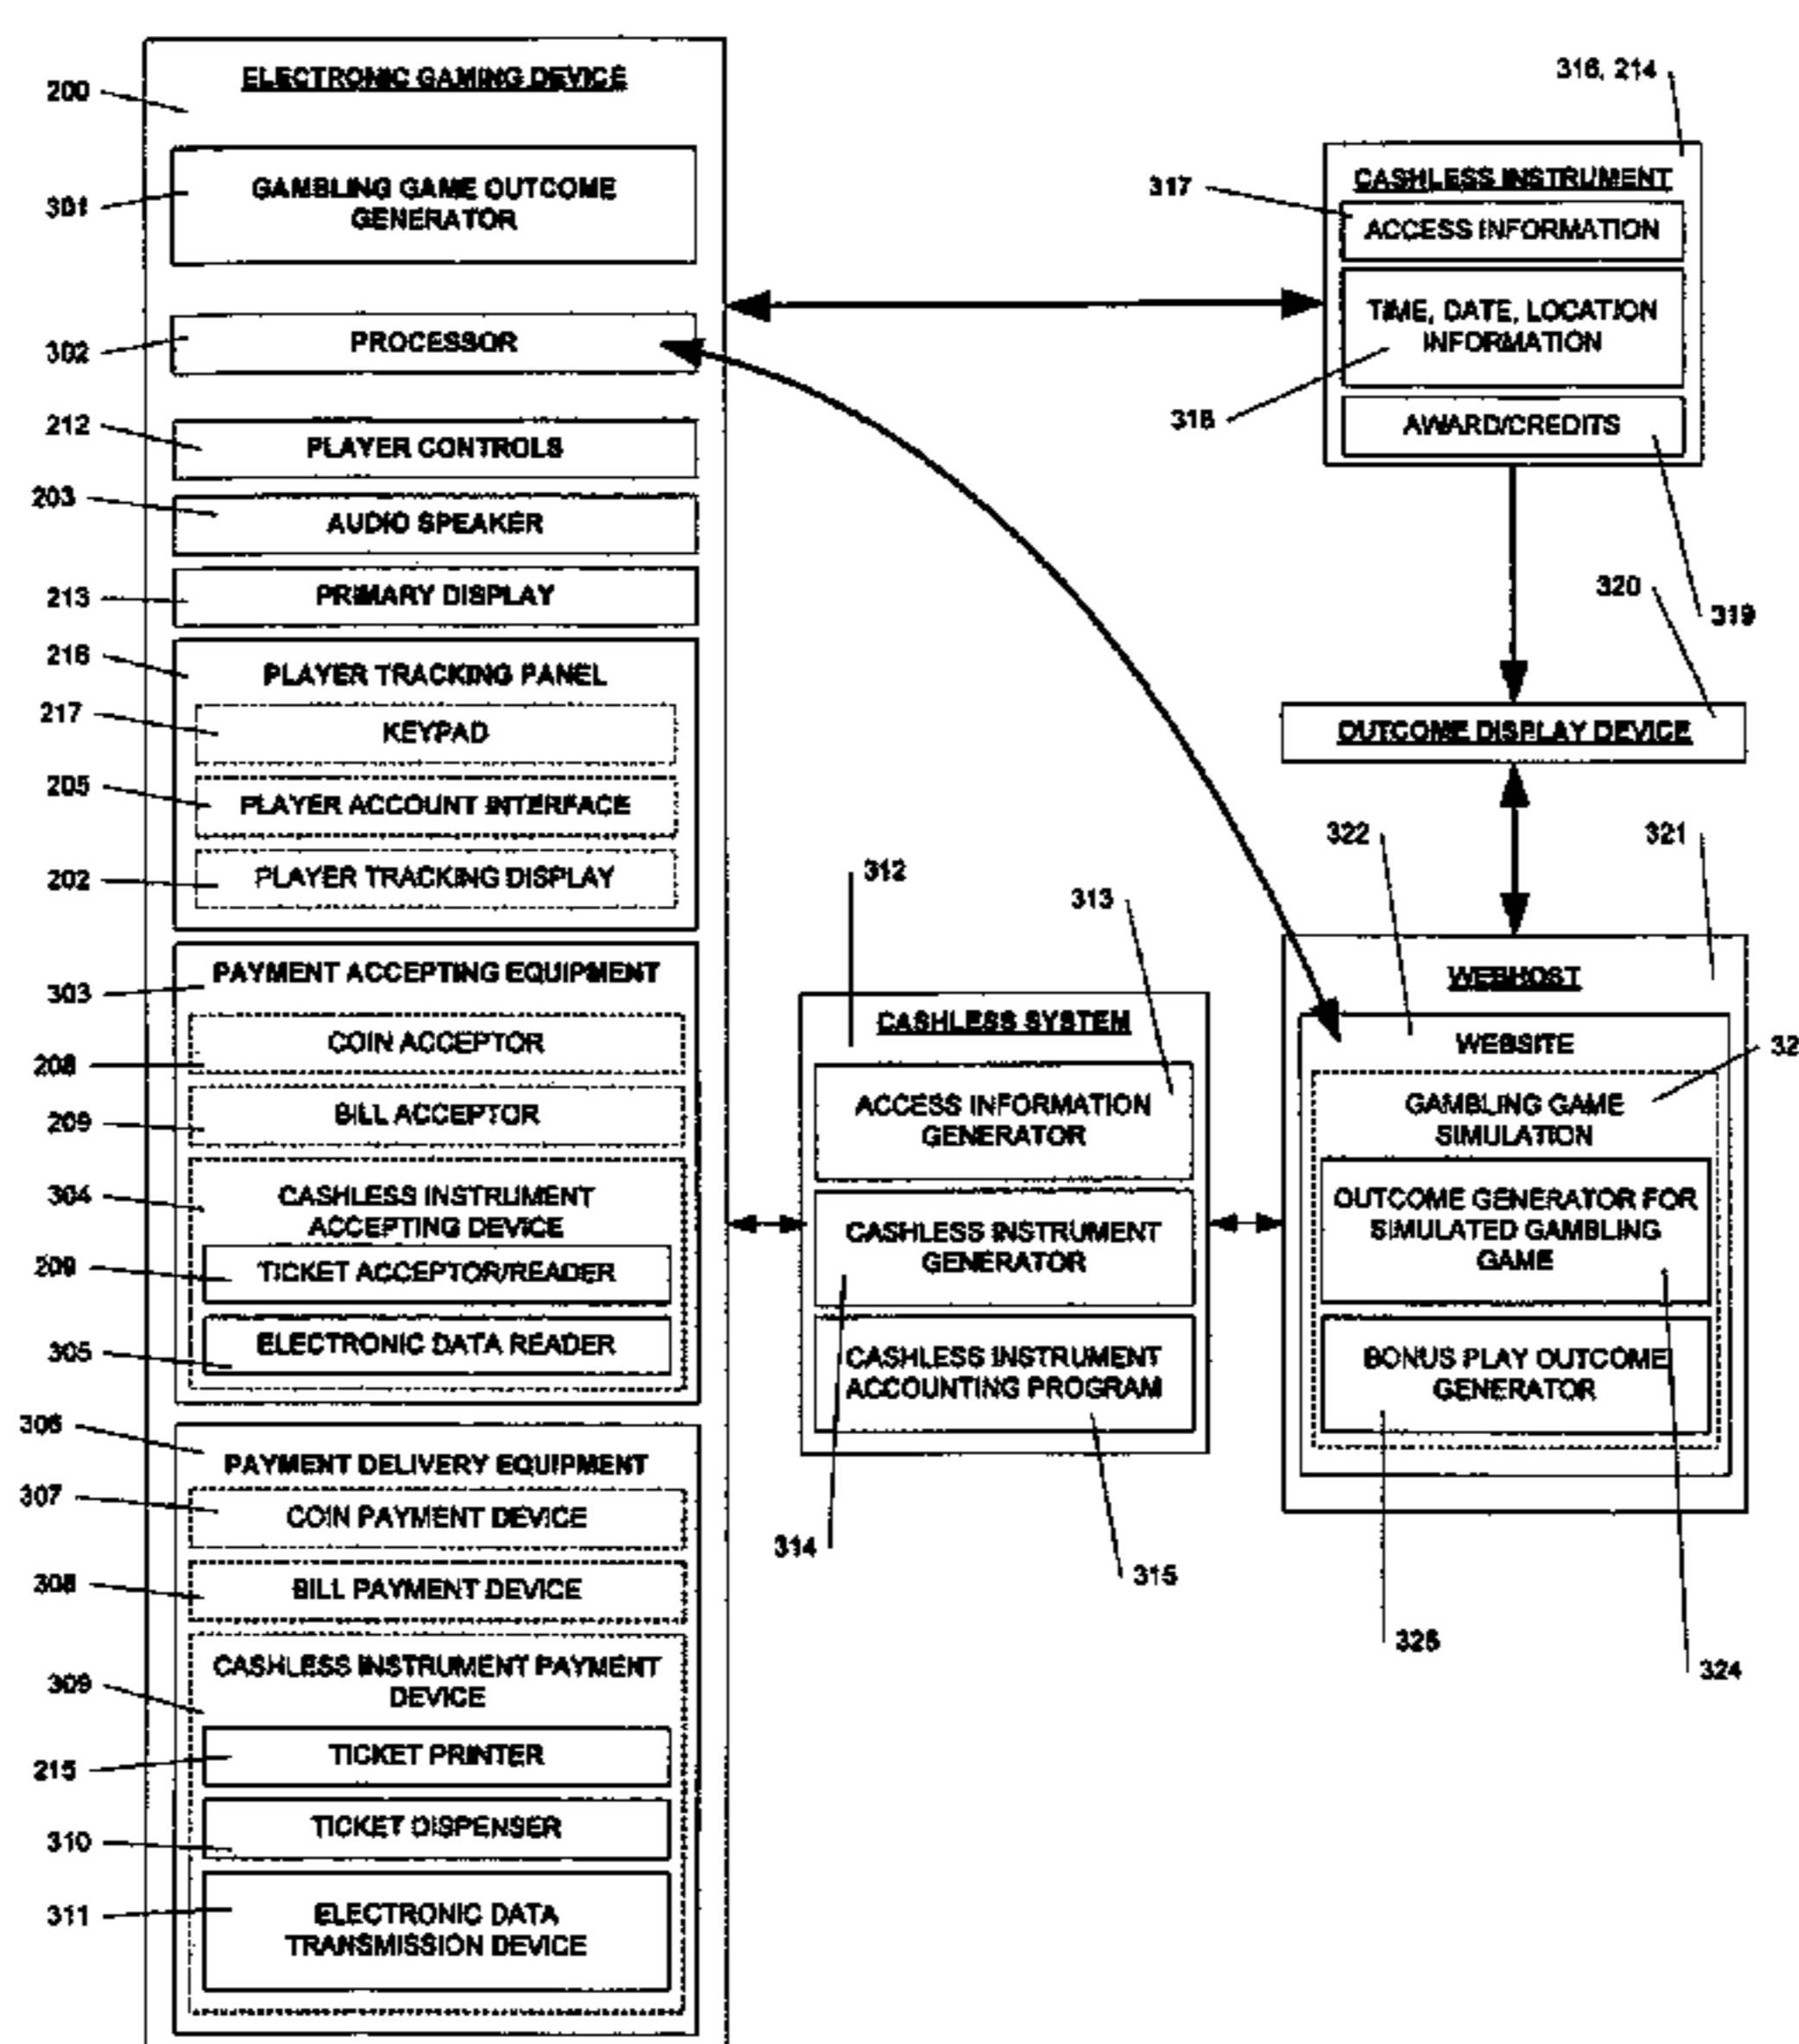 ELECTRONIC GAMING DEVICE
200
GAMBLING GAME OUTCOME
GENERATOR
301
PROCESSOR
302
212
PLAYER CONTROLS
203
AUDIO SPEAKER
213
PRIMARY DISPLAY
216
PLAYER TRACKING PANEL
217
KEYPAD
205
PLAYER ACCOUNT INTERFACE
202
PLAYER TRACKING DISPLAY
PAYMENT ACCEPTING EQUIPMENT
303
COIN ACCEPTOR
208
BILL ACCEPTOR
209
304
CASHLESS INSTRUMENT
ACCEPTING DEVICE
209
TICKET ACCEPTOR/READER
305
ELECTRONIC DATA READER
306
PAYMENT DELIVERY EQUIPMENT
307
COIN PAYMENT DEVICE
308
BILL PAYMENT DEVICE
CASHLESS INSTRUMENT PAYMENT
DEVICE
309
TICKET PRINTER
215
TICKET DISPENSER
310
311
ELECTRONIC DATA
TRANSMISSION DEVICE
316, 214
CASHLESS INSTRUMENT
317
ACCESS INFORMATION
TIME, DATE, LOCATION
INFORMATION
318
AWARD/CREDITS
319
320
OUTCOME DISPLAY DEVICE
312
313
CASHLESS SYSTEM
ACCESS INFORMATION
GENERATOR
CASHLESS INSTRUMENT
GENERATOR
CASHLESS INSTRUMENT
ACCOUNTING PROGRAM
314
315
322
321
WEBHOST
WEBSITE
32
GAMBLING GAME
SIMULATION
OUTCOME GENERATOR FOR
SIMULATED GAMBLING
GAME
BONUS PLAY OUTCOME
GENERATOR
325
324